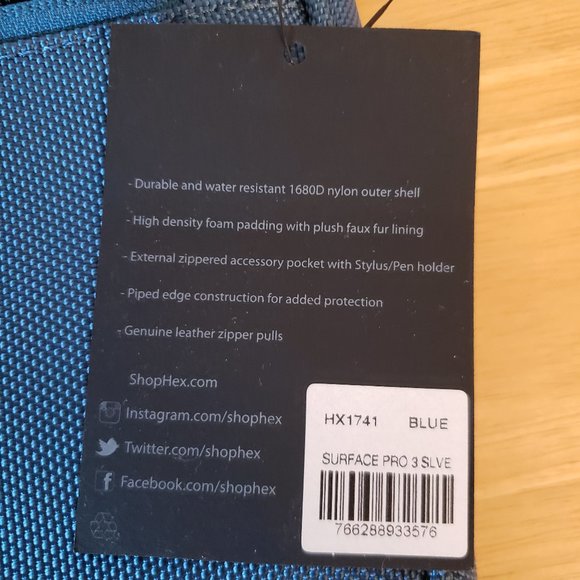 - Durable and water resistant 1680D nylon outer shell
- High density foam padding with plush faux fur lining
- External zippered accessory pocket with Stylus/Pen holder
- Piped edge construction for added protection
- Genuine leather zipper pulls
ShopHex.com
Instagram.com/shophex
Twitter.com/shophex
f Facebook.com/shophex
HX1741 BLUE
SURFACE PRO 3 SLVE
766288933576